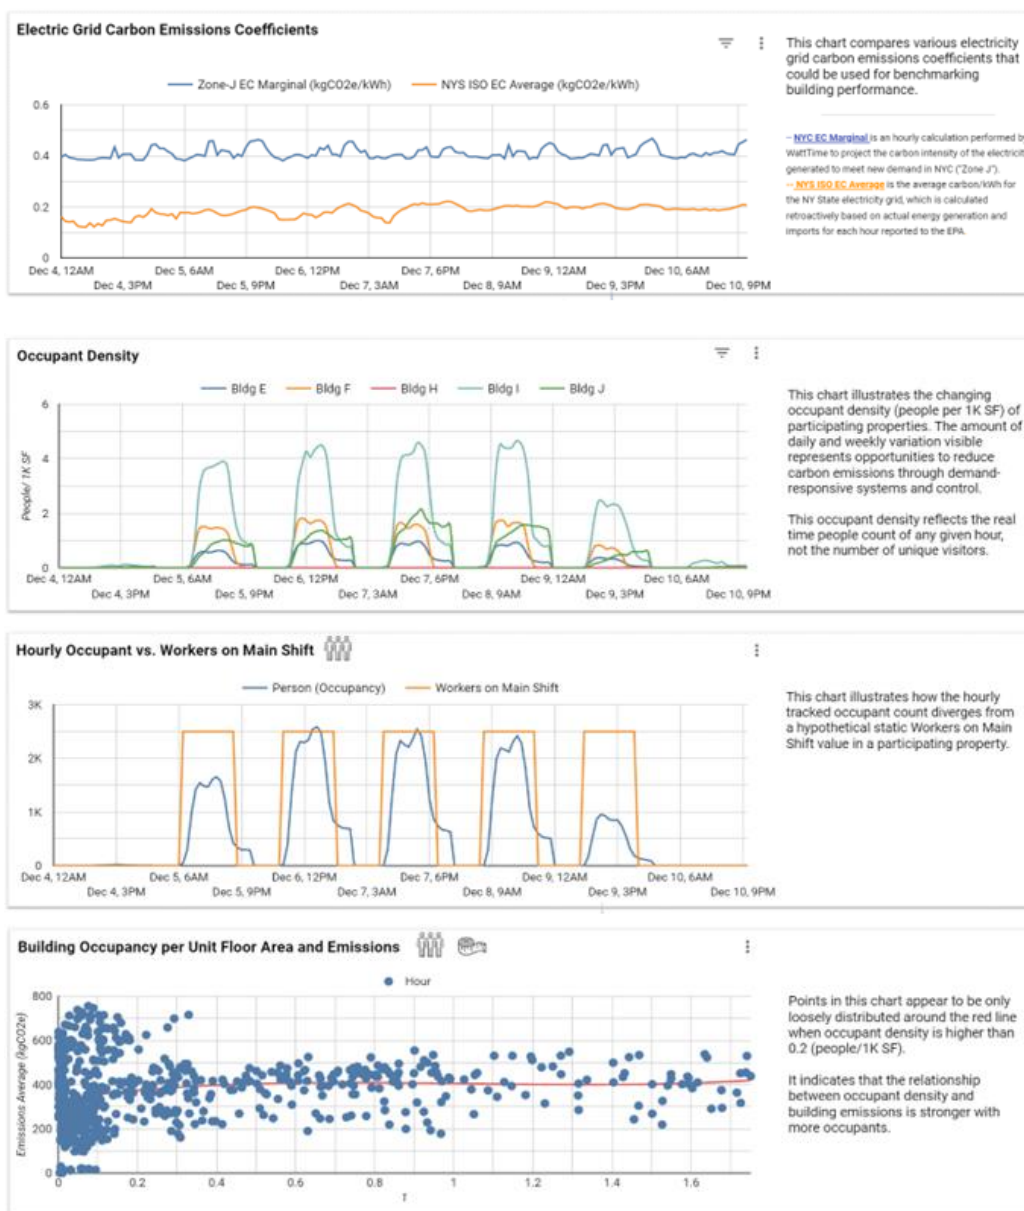 Electric Grid Carbon Emissions Coefficients
Zone-J EC Marginal (kgCO2e/kWh)
NYS ISO EC Average (kgCO2e/kWh)
0.6
0.4
0.2
0
Dec 4, 12AM
Dec 5, 6AM
Dec 6, 12PM
Dec 7, 6PM
Dec 9, 12AM
Dec 10, 6AM
Dec 4, 3PM
Dec 5, 9PM
Dec 7, 3AM
Dec 8, 9AM
Dec 9, 3PM
Dec 10, 9PM
This chart compares various electricity
grid carbon emissions coefficients that
could be used for benchmarking
building performance.
-- NYC EC Marginal is an hourly calculation performed by
WattTime to project the carbon intensity of the electricity
generated to meet new demand in NYC ("Zone J").
-- NYS ISO EC Average is the average carbon/kWh for
the NY State electricity grid, which is calculated
retroactively based on actual energy generation and
imports for each hour reported to the EPA.
Occupant Density
Bldg E
Bldg F
Bldg H
Bldg I
Bldg J
People/ 1K SF
6
4
2
0
Dec 4, 12AM
Dec 5, 6AM
Dec 6, 12PM
Dec 7, 6PM
Dec 9, 12AM
Dec 10, 6AM
Dec 4, 3PM
Dec 5, 9PM
Dec 7, 3AM
Dec 8, 9AM
Dec 9, 3PM
Dec 10, 9PM
This chart illustrates the changing
occupant density (people per 1K SF) of
participating properties. The amount of
daily and weekly variation visible
represents opportunities to reduce
carbon emissions through demand-
responsive systems and control.
This occupant density reflects the real
time people count of any given hour,
not the number of unique visitors.
Hourly Occupant vs. Workers on Main Shift
Person (Occupancy)
Workers on Main Shift
3K
2K
1K
0
Dec 4, 12AM
Dec 5, 6AM
Dec 6, 12PM
Dec 7, 6PM
Dec 9, 12AM
Dec 10, 6AM
Dec 4, 3PM
Dec 5, 9PM
Dec 7, 3AM
Dec 8, 9AM
Dec 9, 3PM
Dec 10, 9PM
This chart illustrates how the hourly
tracked occupant count diverges from
a hypothetical static Workers on Main
Shift value in a participating property.
Building Occupancy per Unit Floor Area and Emissions
Hour
Emissions Average (kgCO2e)
800
600
400
200
0
0
0.2
0.4
0.6
0.8
1
1.2
1.4
1.6
Points in this chart appear to be only
loosely distributed around the red line
when occupant density is higher than
0.2 (people/1K SF).
It indicates that the relationship
between occupant density and
building emissions is stronger with
more occupants.